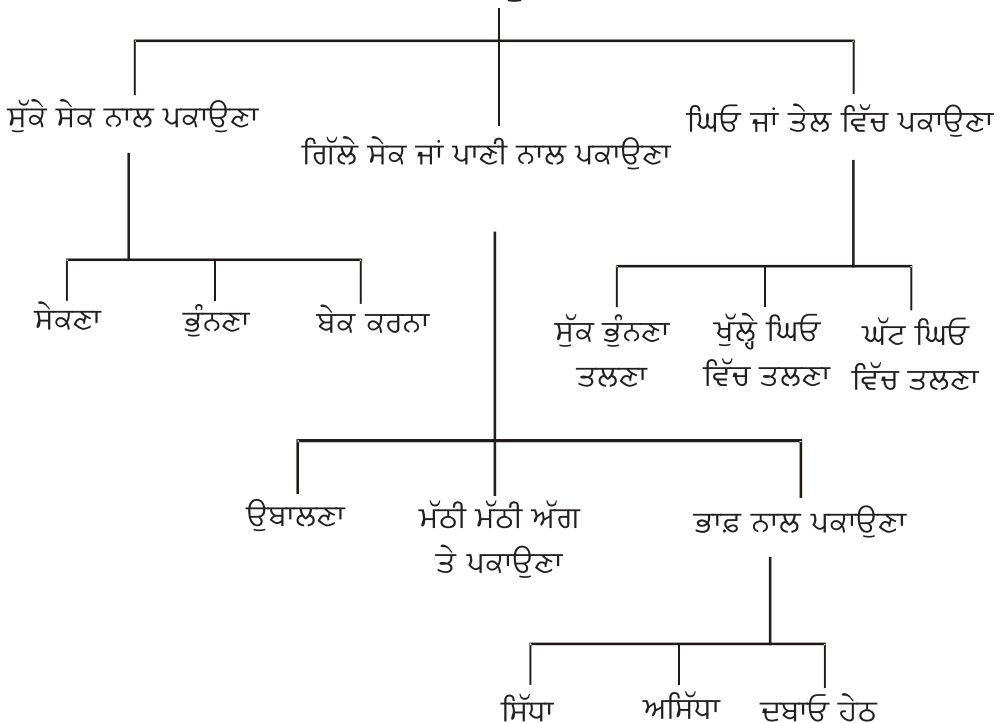 ਸੁੱਕੇ ਸੇਕ ਨਾਲ ਪਕਾਉਣਾ
ਗਿੱਲੇ ਸੇਕ ਜਾਂ ਪਾਣੀ ਨਾਲ ਪਕਾਉਣਾ
ਘਿਓ ਜਾਂ ਤੇਲ ਵਿੱਚ ਪਕਾਉਣਾ
ਸੇਕਣਾ
ਭੁੰਨਣਾ
ਬੇਕ ਕਰਨਾ
ਸੁੱਕ ਭੁੰਨਣਾ
ਤਲਣਾ
ਖੁੱਲ੍ਹੇ ਘਿਓ
ਵਿੱਚ ਤਲਣਾ
ਘੱਟ ਘਿਓ
ਵਿੱਚ ਤਲਣਾ
ਉਬਾਲਣਾ
ਮੱਠੀ ਮੱਠੀ ਅੱਗ
ਤੇ ਪਕਾਉਣਾ
ਭਾਫ਼ ਨਾਲ ਪਕਾਉਣਾ
ਸਿੱਧਾ
ਅਸਿੱਧਾ
ਦਬਾਓ ਹੇਠ